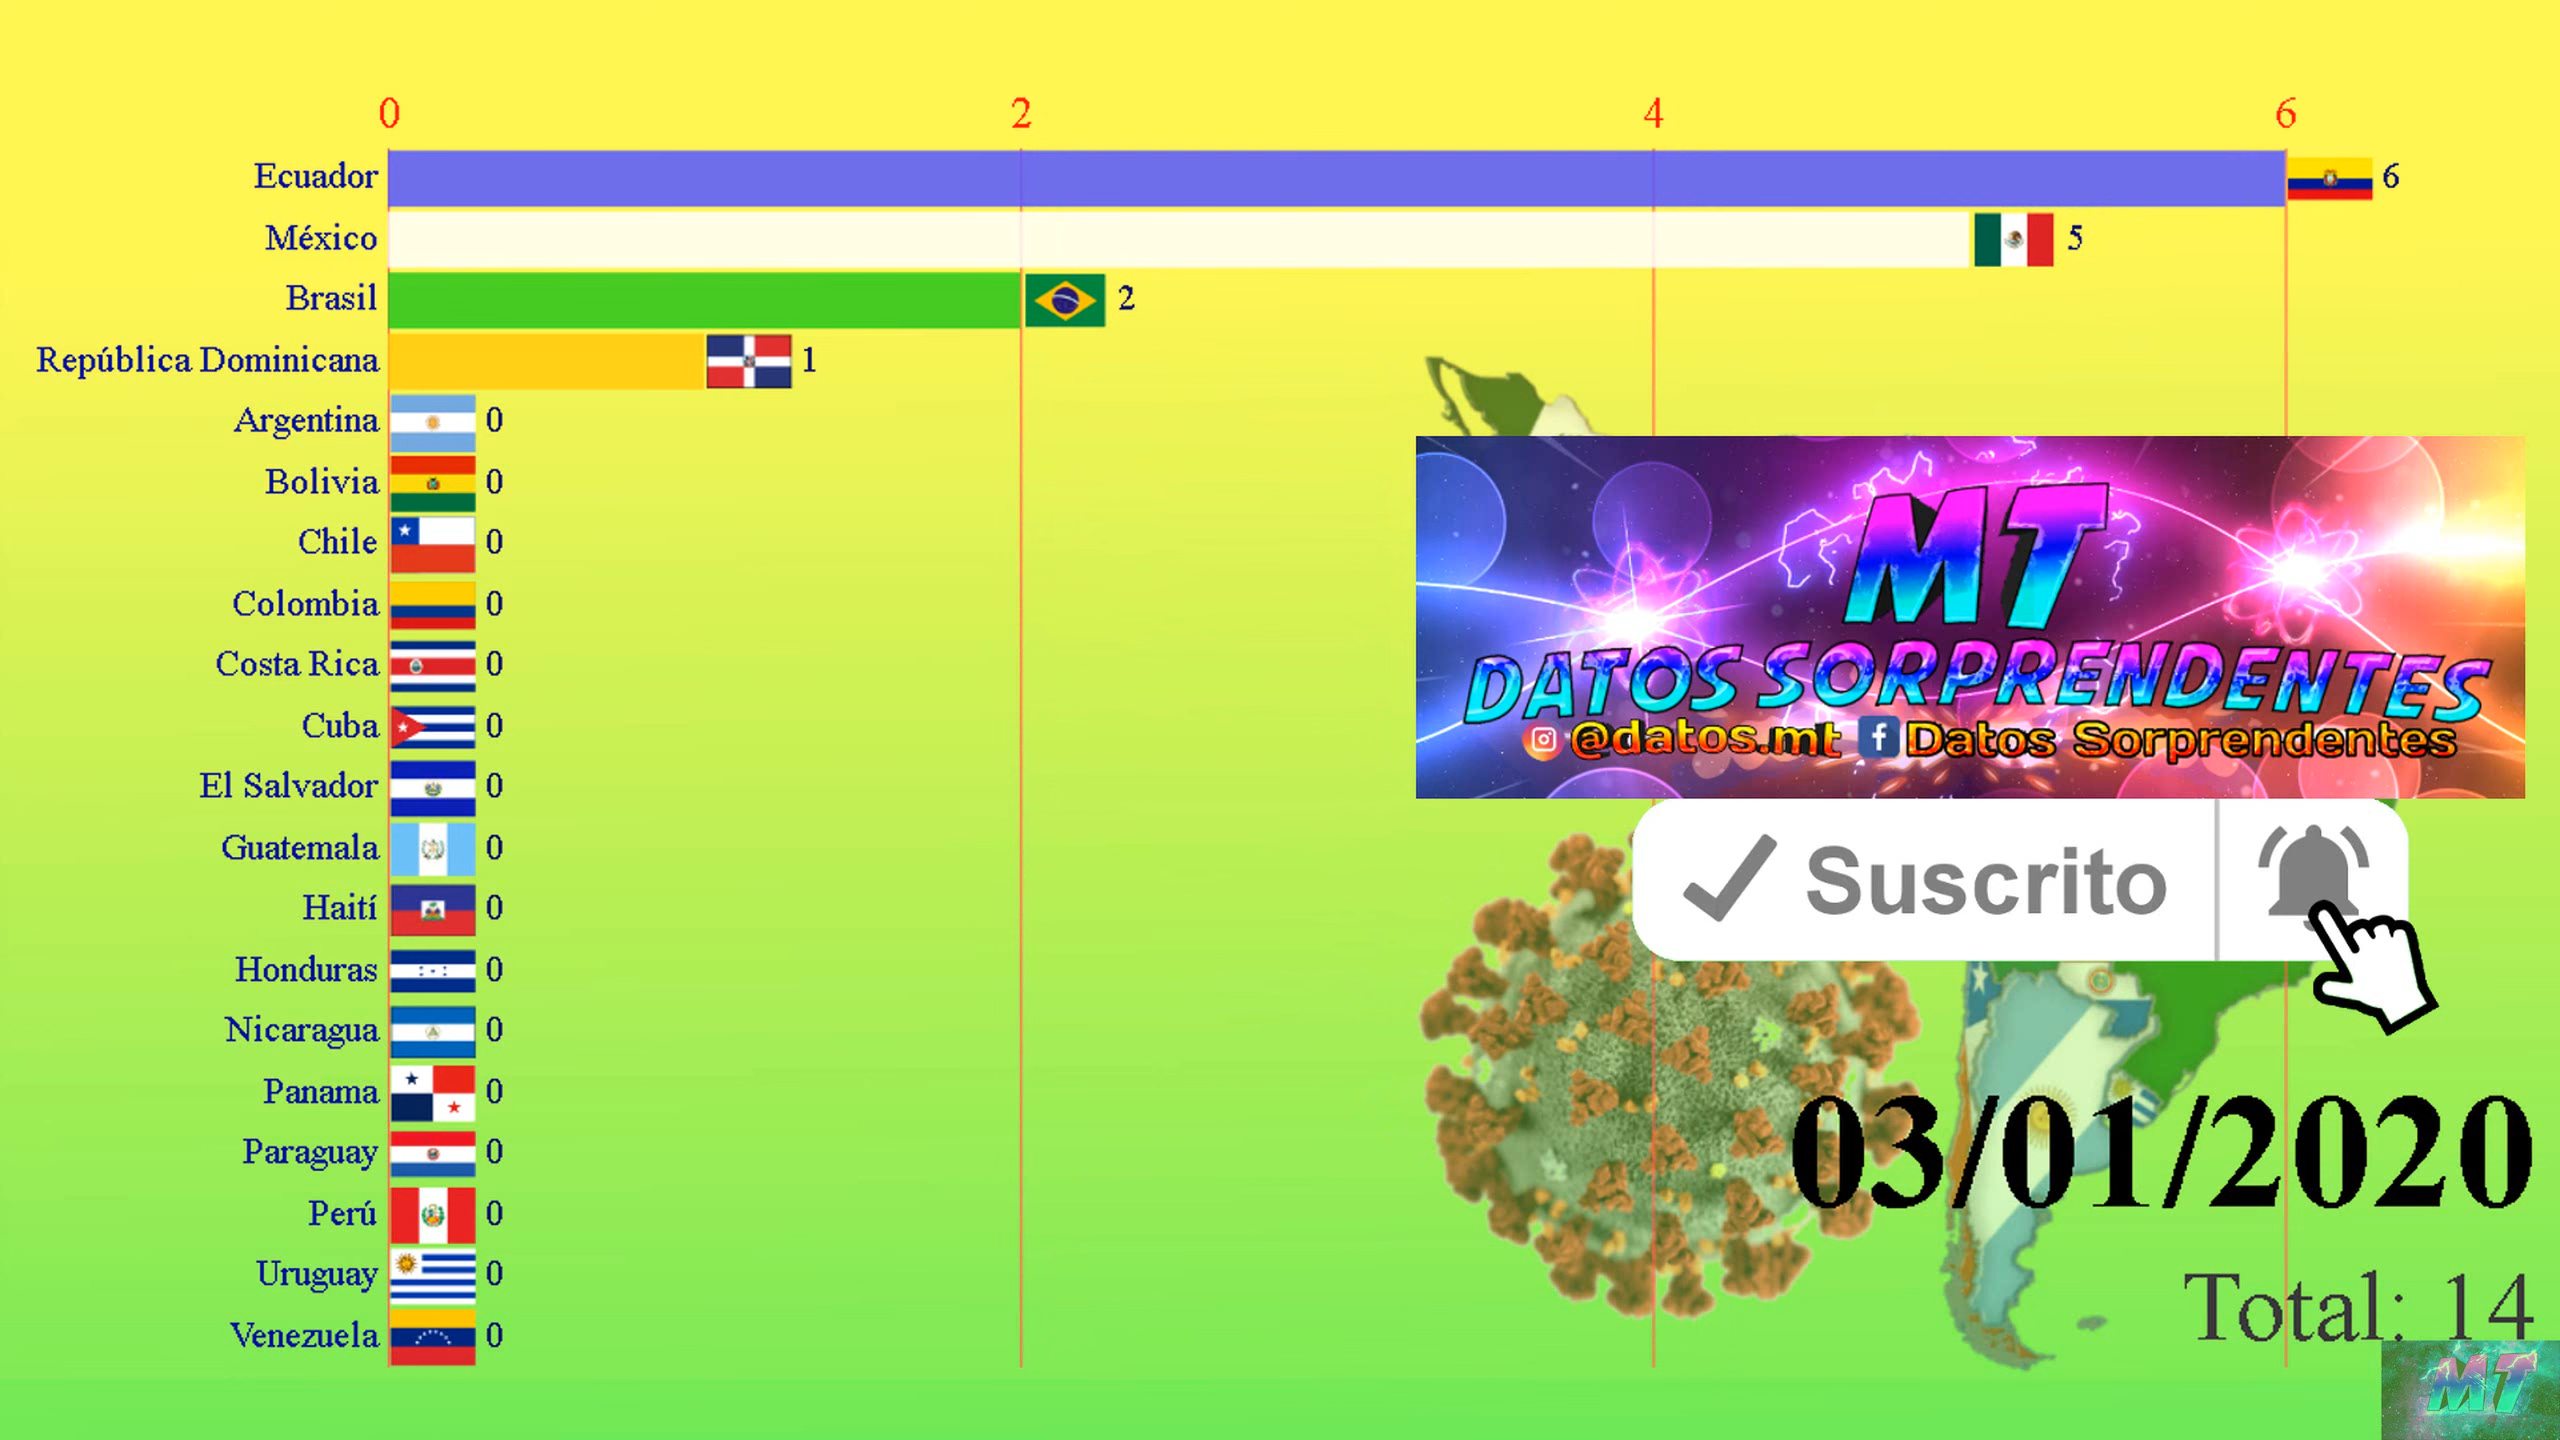 0 2 4 6
Ecuador 6
México 5
Brasil 2
República Dominicana 1
Argentina 0
Bolivia 0
Chile 0
Colombia 0
Costa Rica 0
Cuba 0
El Salvador 0
Guatemala 0
Haití 0
Honduras 0
Nicaragua 0
Panama 0
Paraguay 0
Perú 0
Uruguay 0
Venezuela 0
MT
DATOS SORPRENDENTES
@datos.mt Datos Sorprendentes
Suscrito
03/01/2020
Total: 14
MT